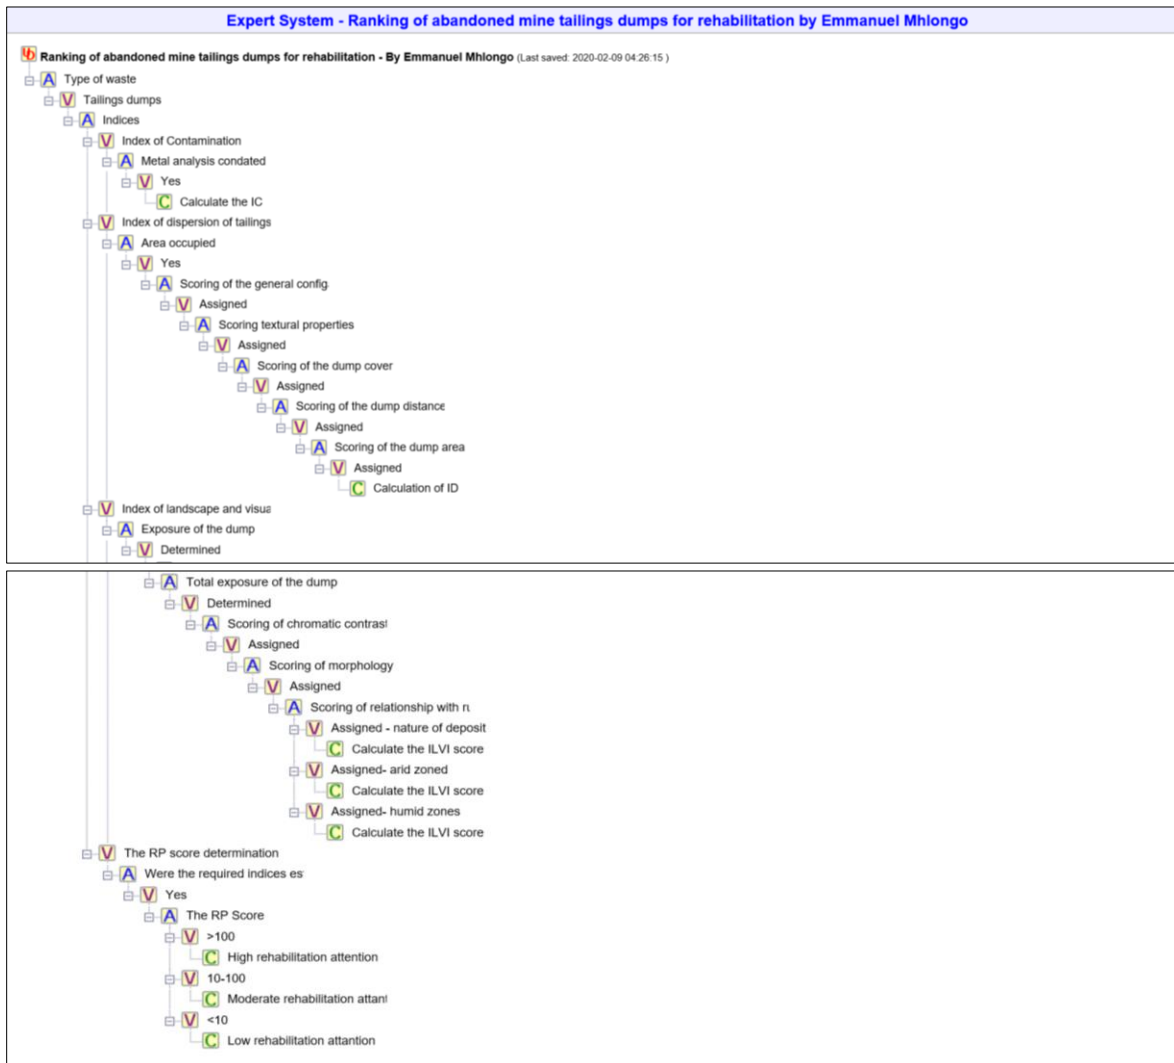 Expert System - Ranking of abandoned mine tailings dumps for rehabilitation by Emmanuel Mhlongo
Ranking of abandoned mine tailings dumps for rehabilitation - By Emmanuel Mhlongo (Last saved: 2020-02-09 04:26:15 )
A Type of waste
V Tailings dumps
A Indices
V Index of Contamination
A Metal analysis condated
V Yes
C Calculate the IC
V Index of dispersion of tailings
A Area occupied
V Yes
A Scoring of the general config
V Assigned
A Scoring textural properties
V Assigned
A Scoring of the dump cover
V Assigned
A Scoring of the dump distance
V Assigned
A Scoring of the dump area
V Assigned
C Calculation of ID
V Index of landscape and visua
A Exposure of the dump
V Determined
A Total exposure of the dump
V Determined
A Scoring of chromatic contrast
V Assigned
A Scoring of morphology
V Assigned
A Scoring of relationship with n
V Assigned - nature of deposit
C Calculate the ILVI score
V Assigned- arid zoned
C Calculate the ILVI score
V Assigned- humid zones
C Calculate the ILVI score
V The RP score determination
A Were the required indices es
V Yes
A The RP Score
V >100
C High rehabilitation attention
V 10-100
C Moderate rehabilitation attant
V <10
C Low rehabilitation attantion